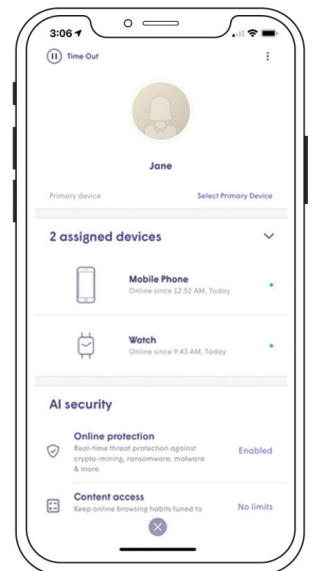 3:06
Time Out
Jane
Primary device Select Primary Device
2 assigned devices
Mobile Phone
Online since 12:52 AM, Today
Watch
Online since 9:43 AM, Today
AI security
Online protection
Real-time threat protection against
crypto-mining, ransomware, malware
& more
Enabled
Content access
Keep online browsing habits tuned to
No limits